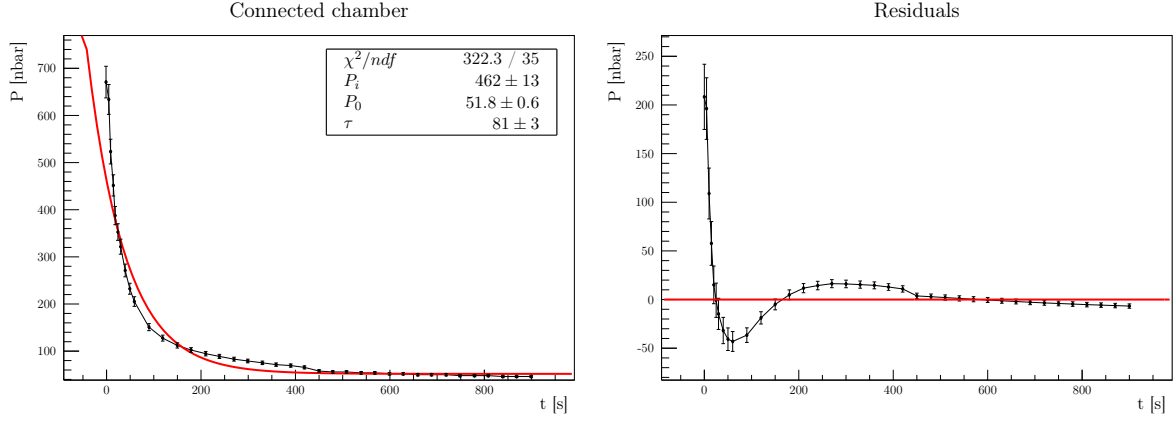 Connected chamber
P [nbar]
χ²/ndf 322.3 / 35
P_i 462 ± 13
P_0 51.8 ± 0.6
τ 81 ± 3
700
600
500
400
300
200
100
0 200 400 600 800
t [s]
Residuals
P [nbar]
250
200
150
100
50
0
-50
0 200 400 600 800
t [s]